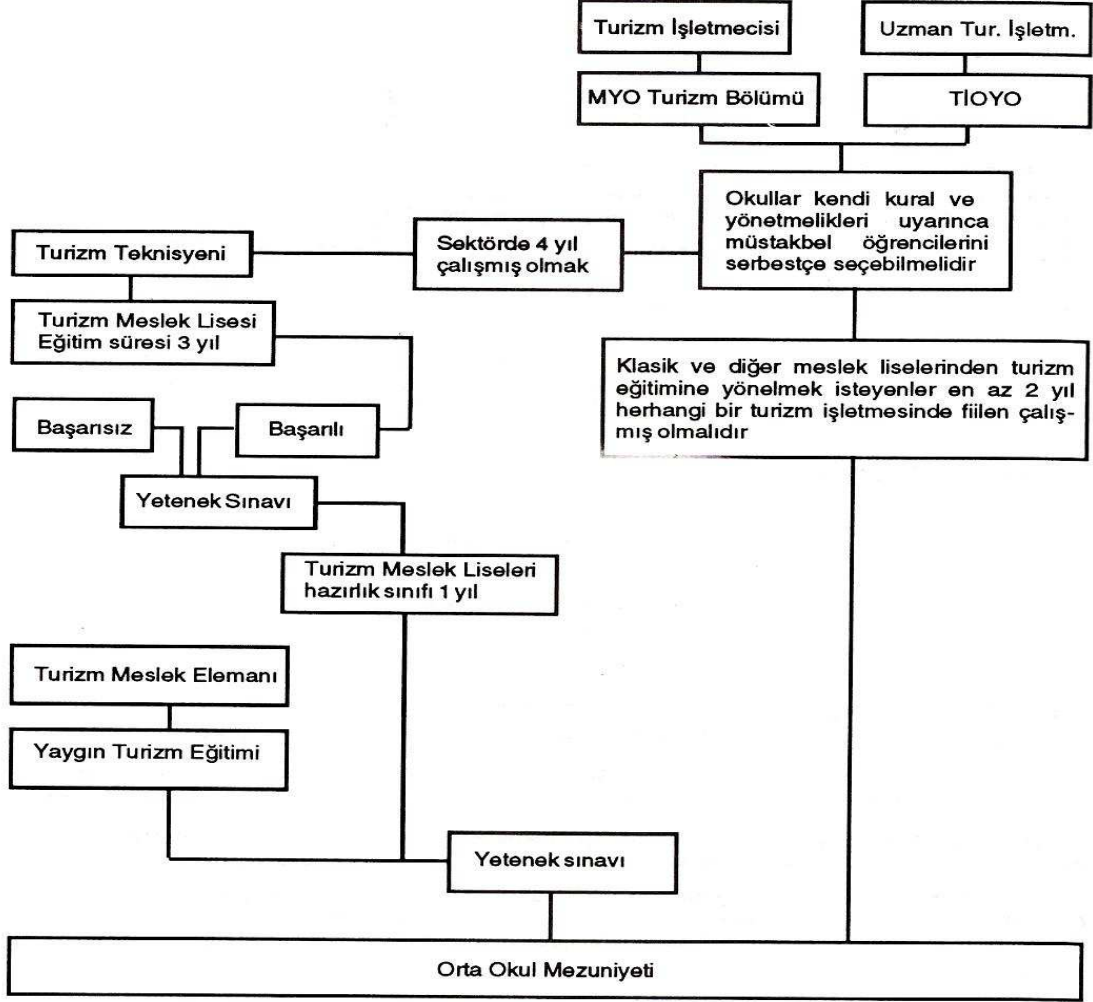 Turizm İşletmecisi
Uzman Tur. İşletm.
MYO Turizm Bölümü
TİOYO
Okullar kendi kural ve
yönetmelikleri uyarınca
müstakbel öğrencilerini
serbestçe seçebilmelidir
Sektörde 4 yıl
çalışmış olmak
Turizm Teknisyeni
Turizm Meslek Lisesi
Eğitim süresi 3 yıl
Klasik ve diğer meslek liselerinden turizm
eğitimine yönelmek isteyenler en az 2 yıl
herhangi bir turizm işletmesinde fiilen çalış-
mış olmalıdır
Başarısız
Başarılı
Yetenek Sınavı
Turizm Meslek Liseleri
hazırlık sınıfı 1 yıl
Turizm Meslek Elemanı
Yaygın Turizm Eğitimi
Yetenek sınavı
Orta Okul Mezuniyeti